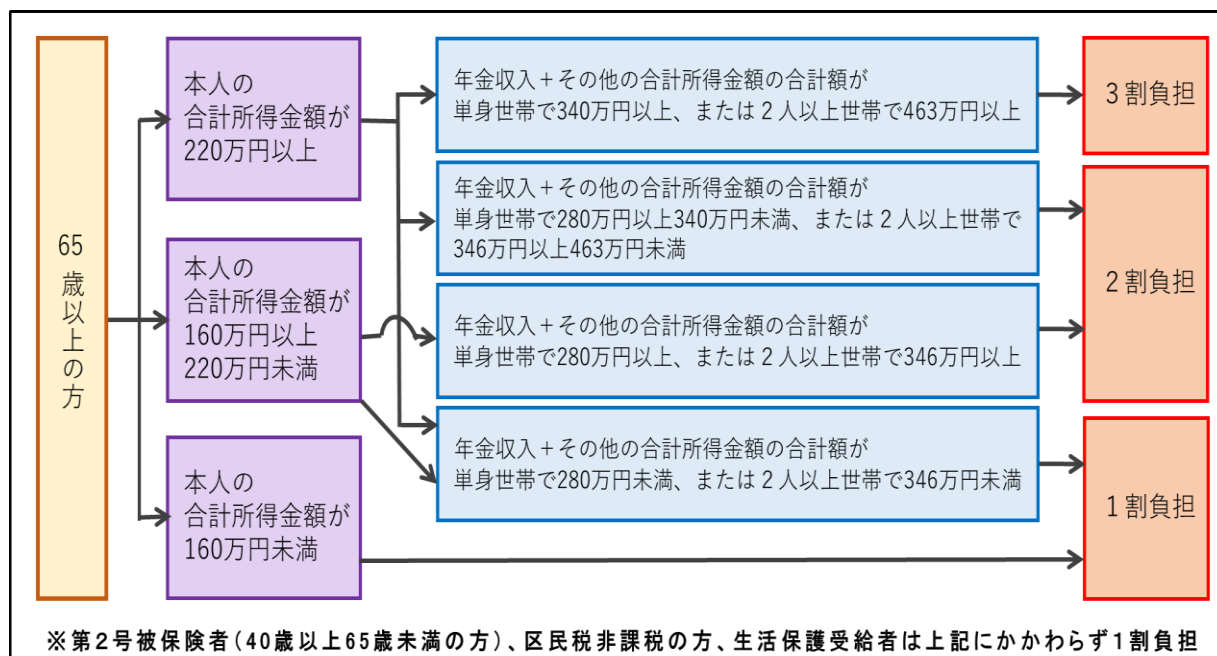 65歳以上の方
本人の
合計所得金額が
220万円以上
本人の
合計所得金額が
160万円以上
220万円未満
本人の
合計所得金額が
160万円未満
年金収入+その他の合計所得金額の合計額が
単身世帯で340万円以上、または2人以上世帯で463万円以上
年金収入+その他の合計所得金額の合計額が
単身世帯で280万円以上340万円未満、または2人以上世帯で
346万円以上463万円未満
年金収入+その他の合計所得金額の合計額が
単身世帯で280万円以上、または2人以上世帯で346万円以上
年金収入+その他の合計所得金額の合計額が
単身世帯で280万円未満、または2人以上世帯で346万円未満
3割負担
2割負担
1割負担
※第2号被保険者(40歳以上65歳未満の方)、区民税非課税の方、生活保護受給者は上記にかかわらず1割負担